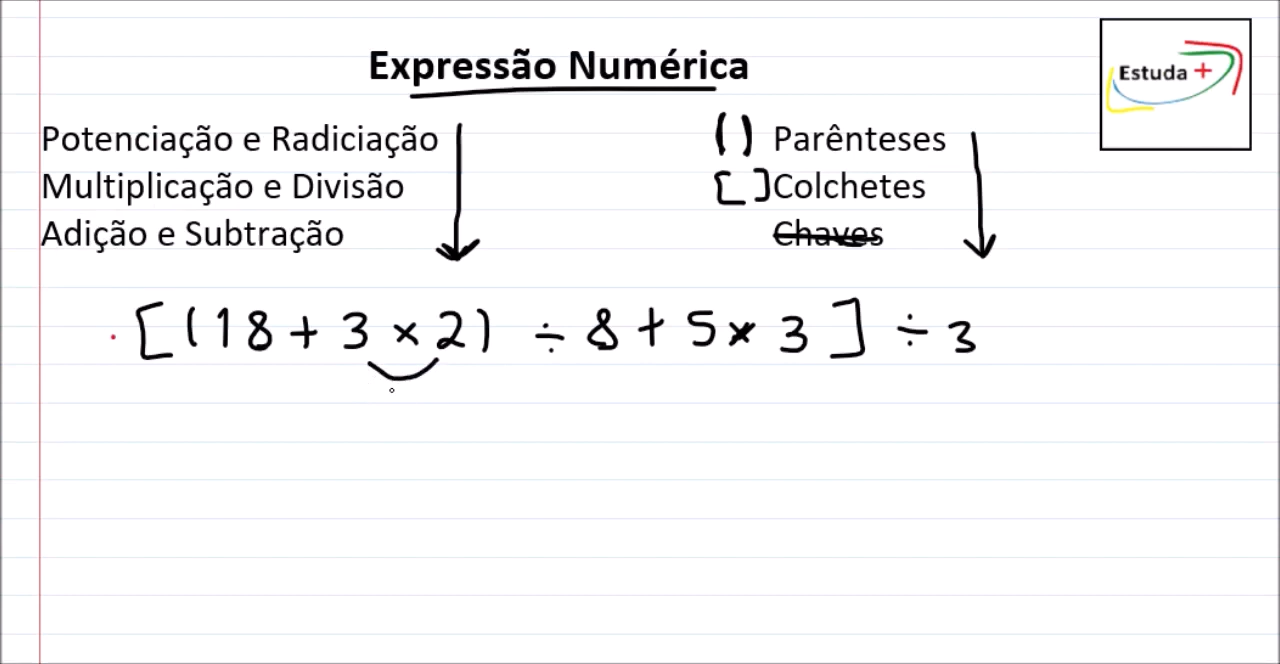 Expressão Numérica
Estuda +
Potenciação e Radiciação
( ) Parênteses
Multiplicação e Divisão
[ ] Colchetes
Adição e Subtração
Chaves
[(18 + 3 × 2) ÷ 8 + 5 × 3] ÷ 3